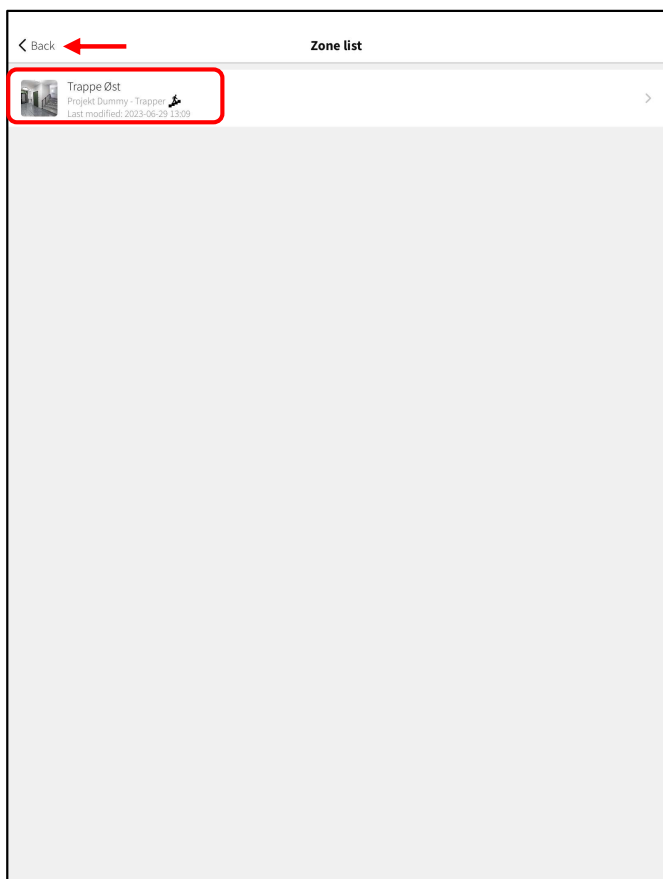 Back
Zone list
Trappe Øst
Projekt Dummy - Trapper
Last modified: 2023-06-29 13:09